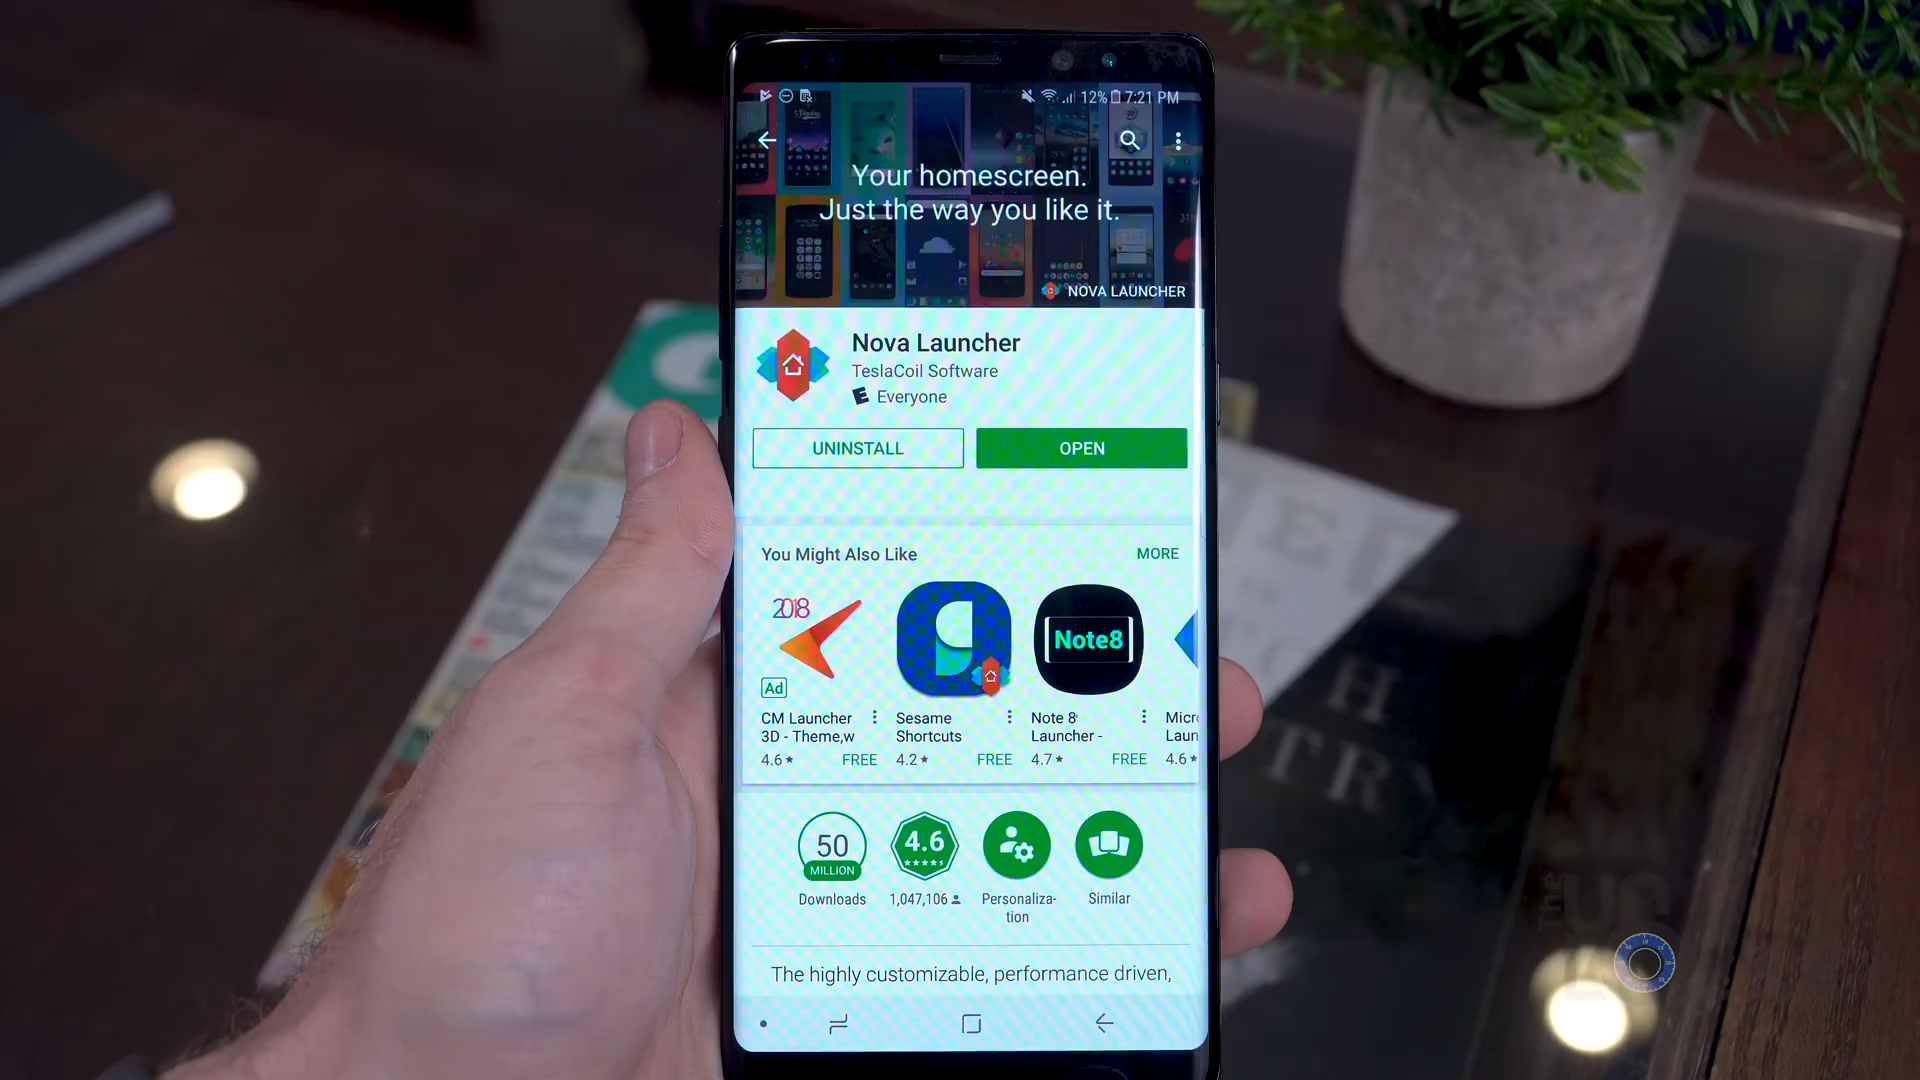 12% 7:21 PM
Your homescreen.
Just the way you like it.
NOVA LAUNCHER
Nova Launcher
TeslaCoil Software
E Everyone
UNINSTALL
OPEN
You Might Also Like
MORE
2018
Note8
Ad
CM Launcher
3D - Theme,w
4.6★ FREE
Sesame
Shortcuts
4.2★ FREE
Note 8
Launcher -
4.7★ FREE
Micr
Laun
4.6★
50
MILLION
Downloads
4.6
1,047,106
Personaliza-
tion
Similar
The highly customizable, performance driven,
H
TR
The